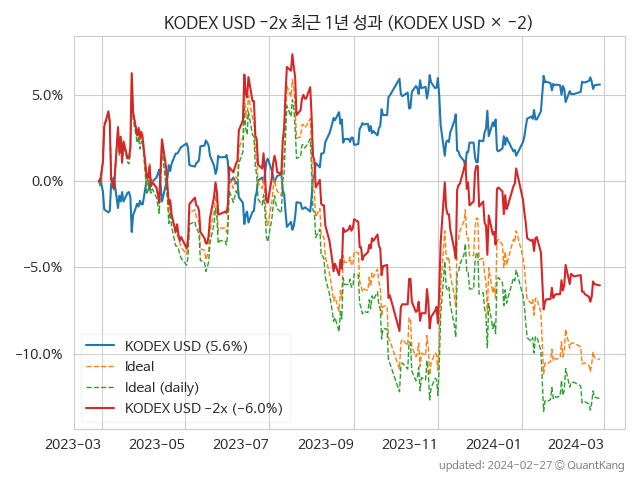 KODEX USD −2x 최근 1년 성과 (KODEX USD × −2)
5.0%
0.0%
−5.0%
−10.0%
KODEX USD (5.6%)
Ideal
Ideal (daily)
KODEX USD −2x (−6.0%)
2023−03 2023−05 2023−07 2023−09 2023−11 2024−01 2024−03
updated: 2024−02−27 © QuantKang